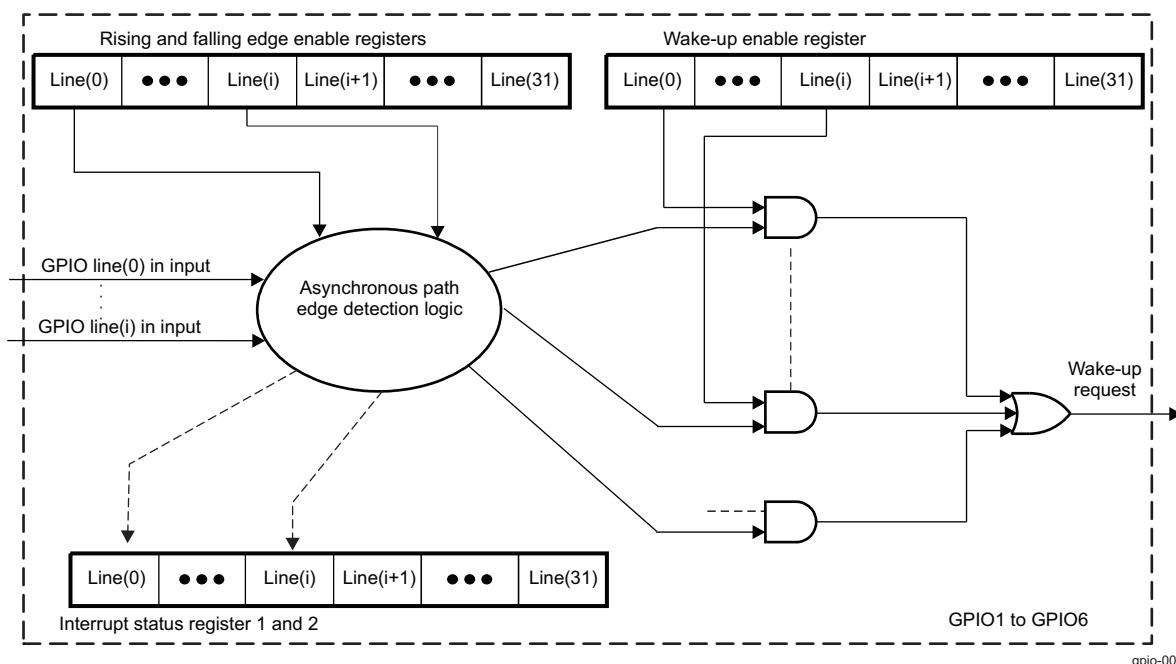 Rising and falling edge enable registers
Wake-up enable register
Line(0) ●●● Line(i) Line(i+1) ●●● Line(31)
Line(0) ●●● Line(i) Line(i+1) ●●● Line(31)
GPIO line(0) in input
GPIO line(i) in input
Asynchronous path
edge detection logic
Wake-up
request
Line(0) ●●● Line(i) Line(i+1) ●●● Line(31)
Interrupt status register 1 and 2
GPIO1 to GPIO6
gpio-00